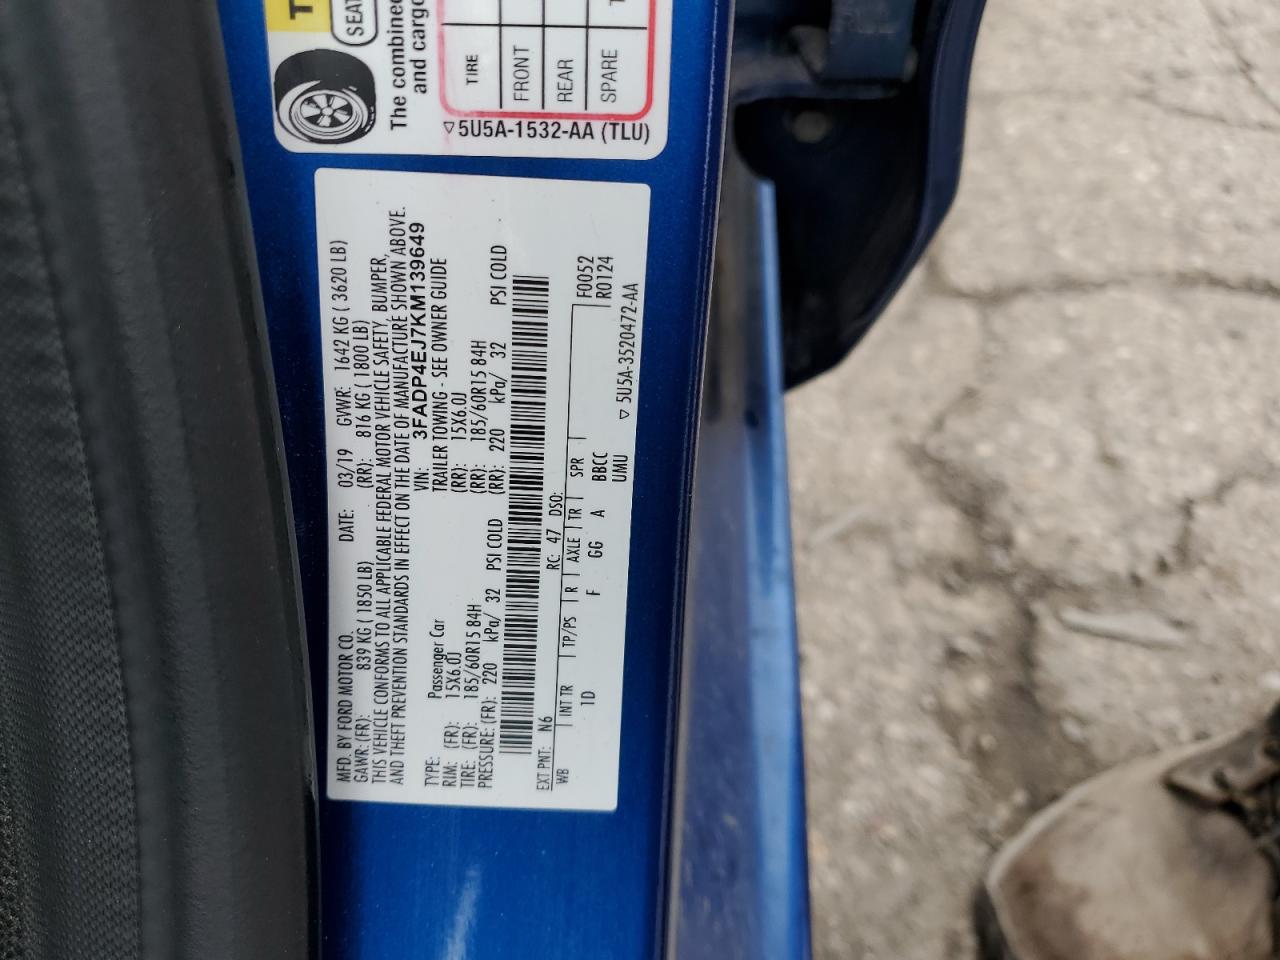 SEAT
The combined
and cargo
TIRE
FRONT
REAR
SPARE
▽5U5A-1532-AA (TLU)
MFD. BY FORD MOTOR CO. DATE: 03/19 GVWR: 1642 KG ( 3620 LB)
GAWR: (FR): 839 KG ( 1850 LB) (RR): 816 KG ( 1800 LB)
THIS VEHICLE CONFORMS TO ALL APPLICABLE FEDERAL MOTOR VEHICLE SAFETY, BUMPER,
AND THEFT PREVENTION STANDARDS IN EFFECT ON THE DATE OF MANUFACTURE SHOWN ABOVE.
VIN: 3FADP4EJ7KM139649
TYPE: Passenger Car TRAILER TOWING - SEE OWNER GUIDE
RIM: (FR): 15X6.0J (RR): 15X6.0J
TIRE: (FR): 185/60R15 84H (RR): 185/60R15 84H
PRESSURE: (FR): 220 kPa/ 32 PSI COLD (RR): 220 kPa/ 32 PSI COLD
EXT PNT: N6 RC: 47 DSO:
WB INT TR TP/PS R AXLE TR SPR F0052
1D F GG A BBCC R0124
UMU
▽ 5U5A-3520472-AA